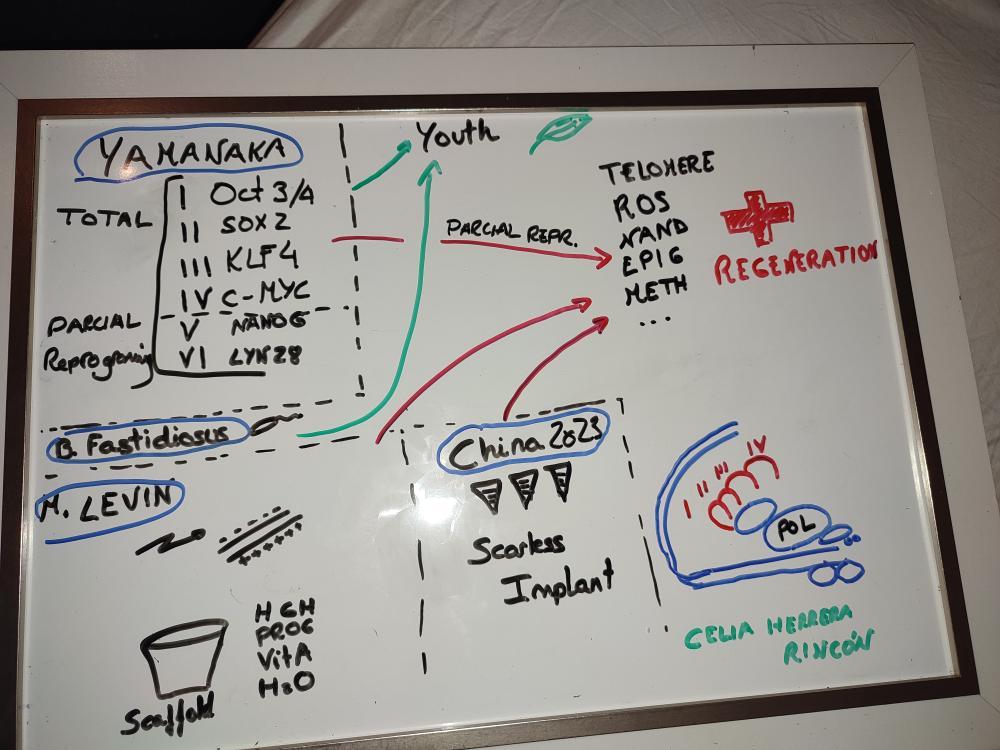 YAMANAKA
TOTAL
I Oct 3/4
II SOX2
III KLF4
IV C-MYC
PARCIAL
Reprograming
V NANOG
VI LYN28
Youth
PARCIAL REPR.
TELOMERE
ROS
NAND
EPIG
METH
...
REGENERATION
B. Fastidiosus
M. LEVIN
Scaffold
HGH
PROG
VitA
H2O
China 2023
Scarless
Implant
I II III IV
POL
CELIA HERRERA
RINCÓN